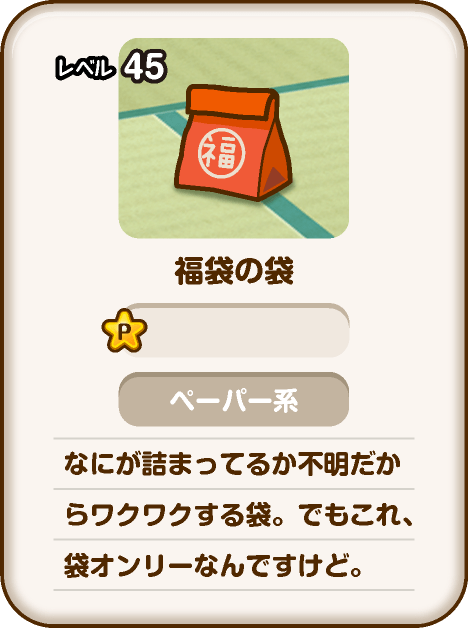 レベル 45
福
福袋の袋
P
ペーパー系
なにが詰まってるか不明だか
らワクワクする袋。でもこれ、
袋オンリーなんですけど。